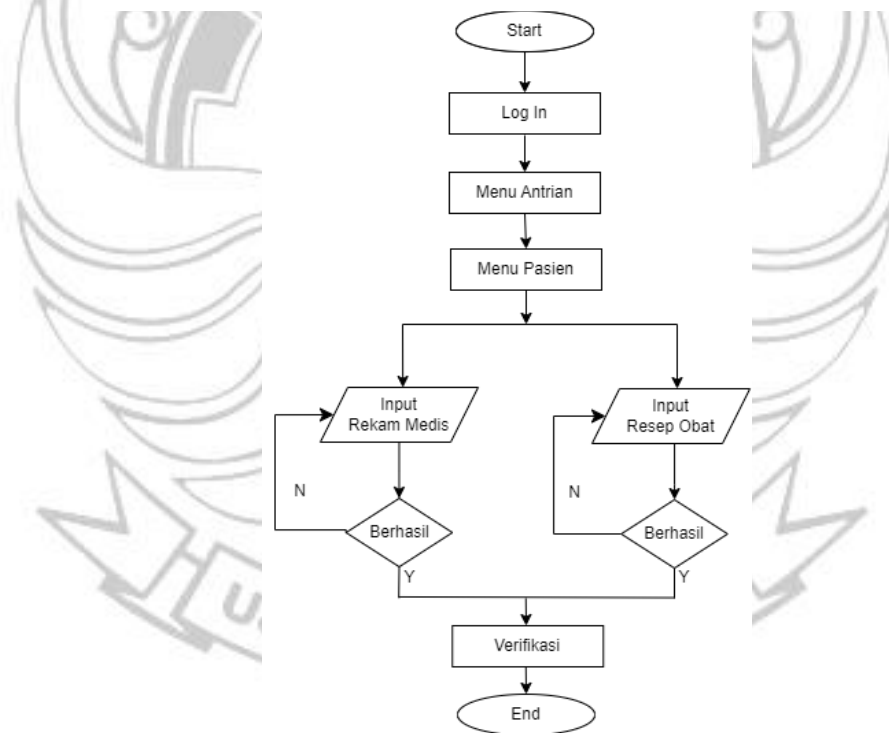 Start
Log In
Menu Antrian
Menu Pasien
Input
Rekam Medis
Input
Resep Obat
N
N
Berhasil
Berhasil
Y
Y
Verifikasi
End